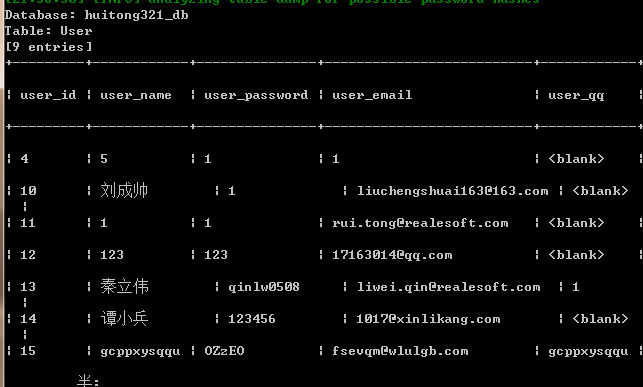 [INFO] analyzing table dump for possible password hashes
Database: huitong321_db
Table: User
[9 entries]
+---------+-----------+---------------+---------------------------+------------+
| user_id | user_name | user_password | user_email | user_qq |
+---------+-----------+---------------+---------------------------+------------+
| 4 | 5 | 1 | 1 | <blank> |
| 10 | 刘成帅 | 1 | liuchengshuai163@163.com | <blank>
|
| 11 | 1 | 1 | rui.tong@realesoft.com | <blank> |
| 12 | 123 | 123 | 17163014@qq.com | <blank> |
| 13 | 秦立伟 | qinlw0508 | liwei.qin@realesoft.com | 1
|
| 14 | 谭小兵 | 123456 | 1017@xinlikang.com | <blank>
|
| 15 | gcppxysqqu | OZzEO | fsevqm@wlulgb.com | gcppxysqqu |
半: